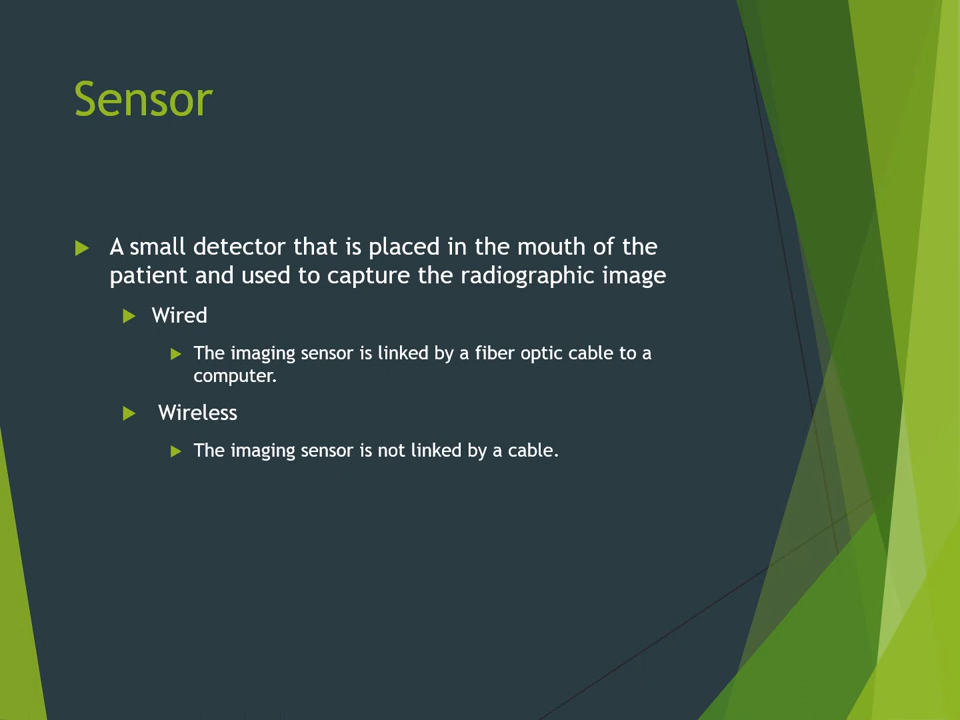 Sensor
A small detector that is placed in the mouth of the
patient and used to capture the radiographic image
Wired
The imaging sensor is linked by a fiber optic cable to a
computer.
Wireless
The imaging sensor is not linked by a cable.